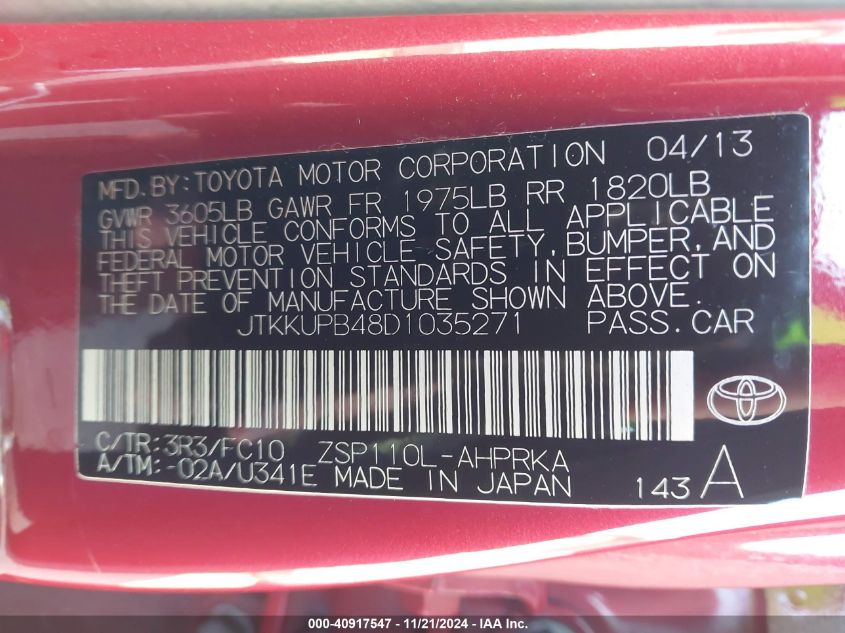 MFD.BY:TOYOTA MOTOR CORPORATION 04/13
GVWR 3605LB GAWR FR 1975LB RR 1820LB
THIS VEHICLE CONFORMS TO ALL APPLICABLE
FEDERAL MOTOR VEHICLE SAFETY,BUMPER,AND
THEFT PREVENTION STANDARDS IN EFFECT ON
THE DATE OF MANUFACTURE SHOWN ABOVE.
JTKKUPB48D1035271 PASS.CAR
C/TR:3R3/FC10 ZSP110L-AHPRKA
A/TM:-02A/U341E MADE IN JAPAN 143 A
000-40917547 - 11/21/2024 - IAA Inc.